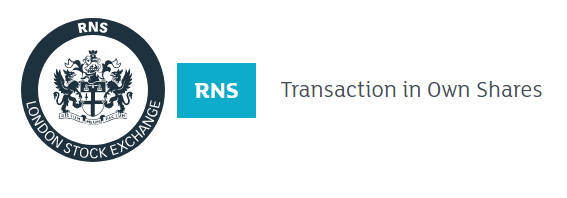 RNS
LONDON STOCK EXCHANGE
RNS
Transaction in Own Shares